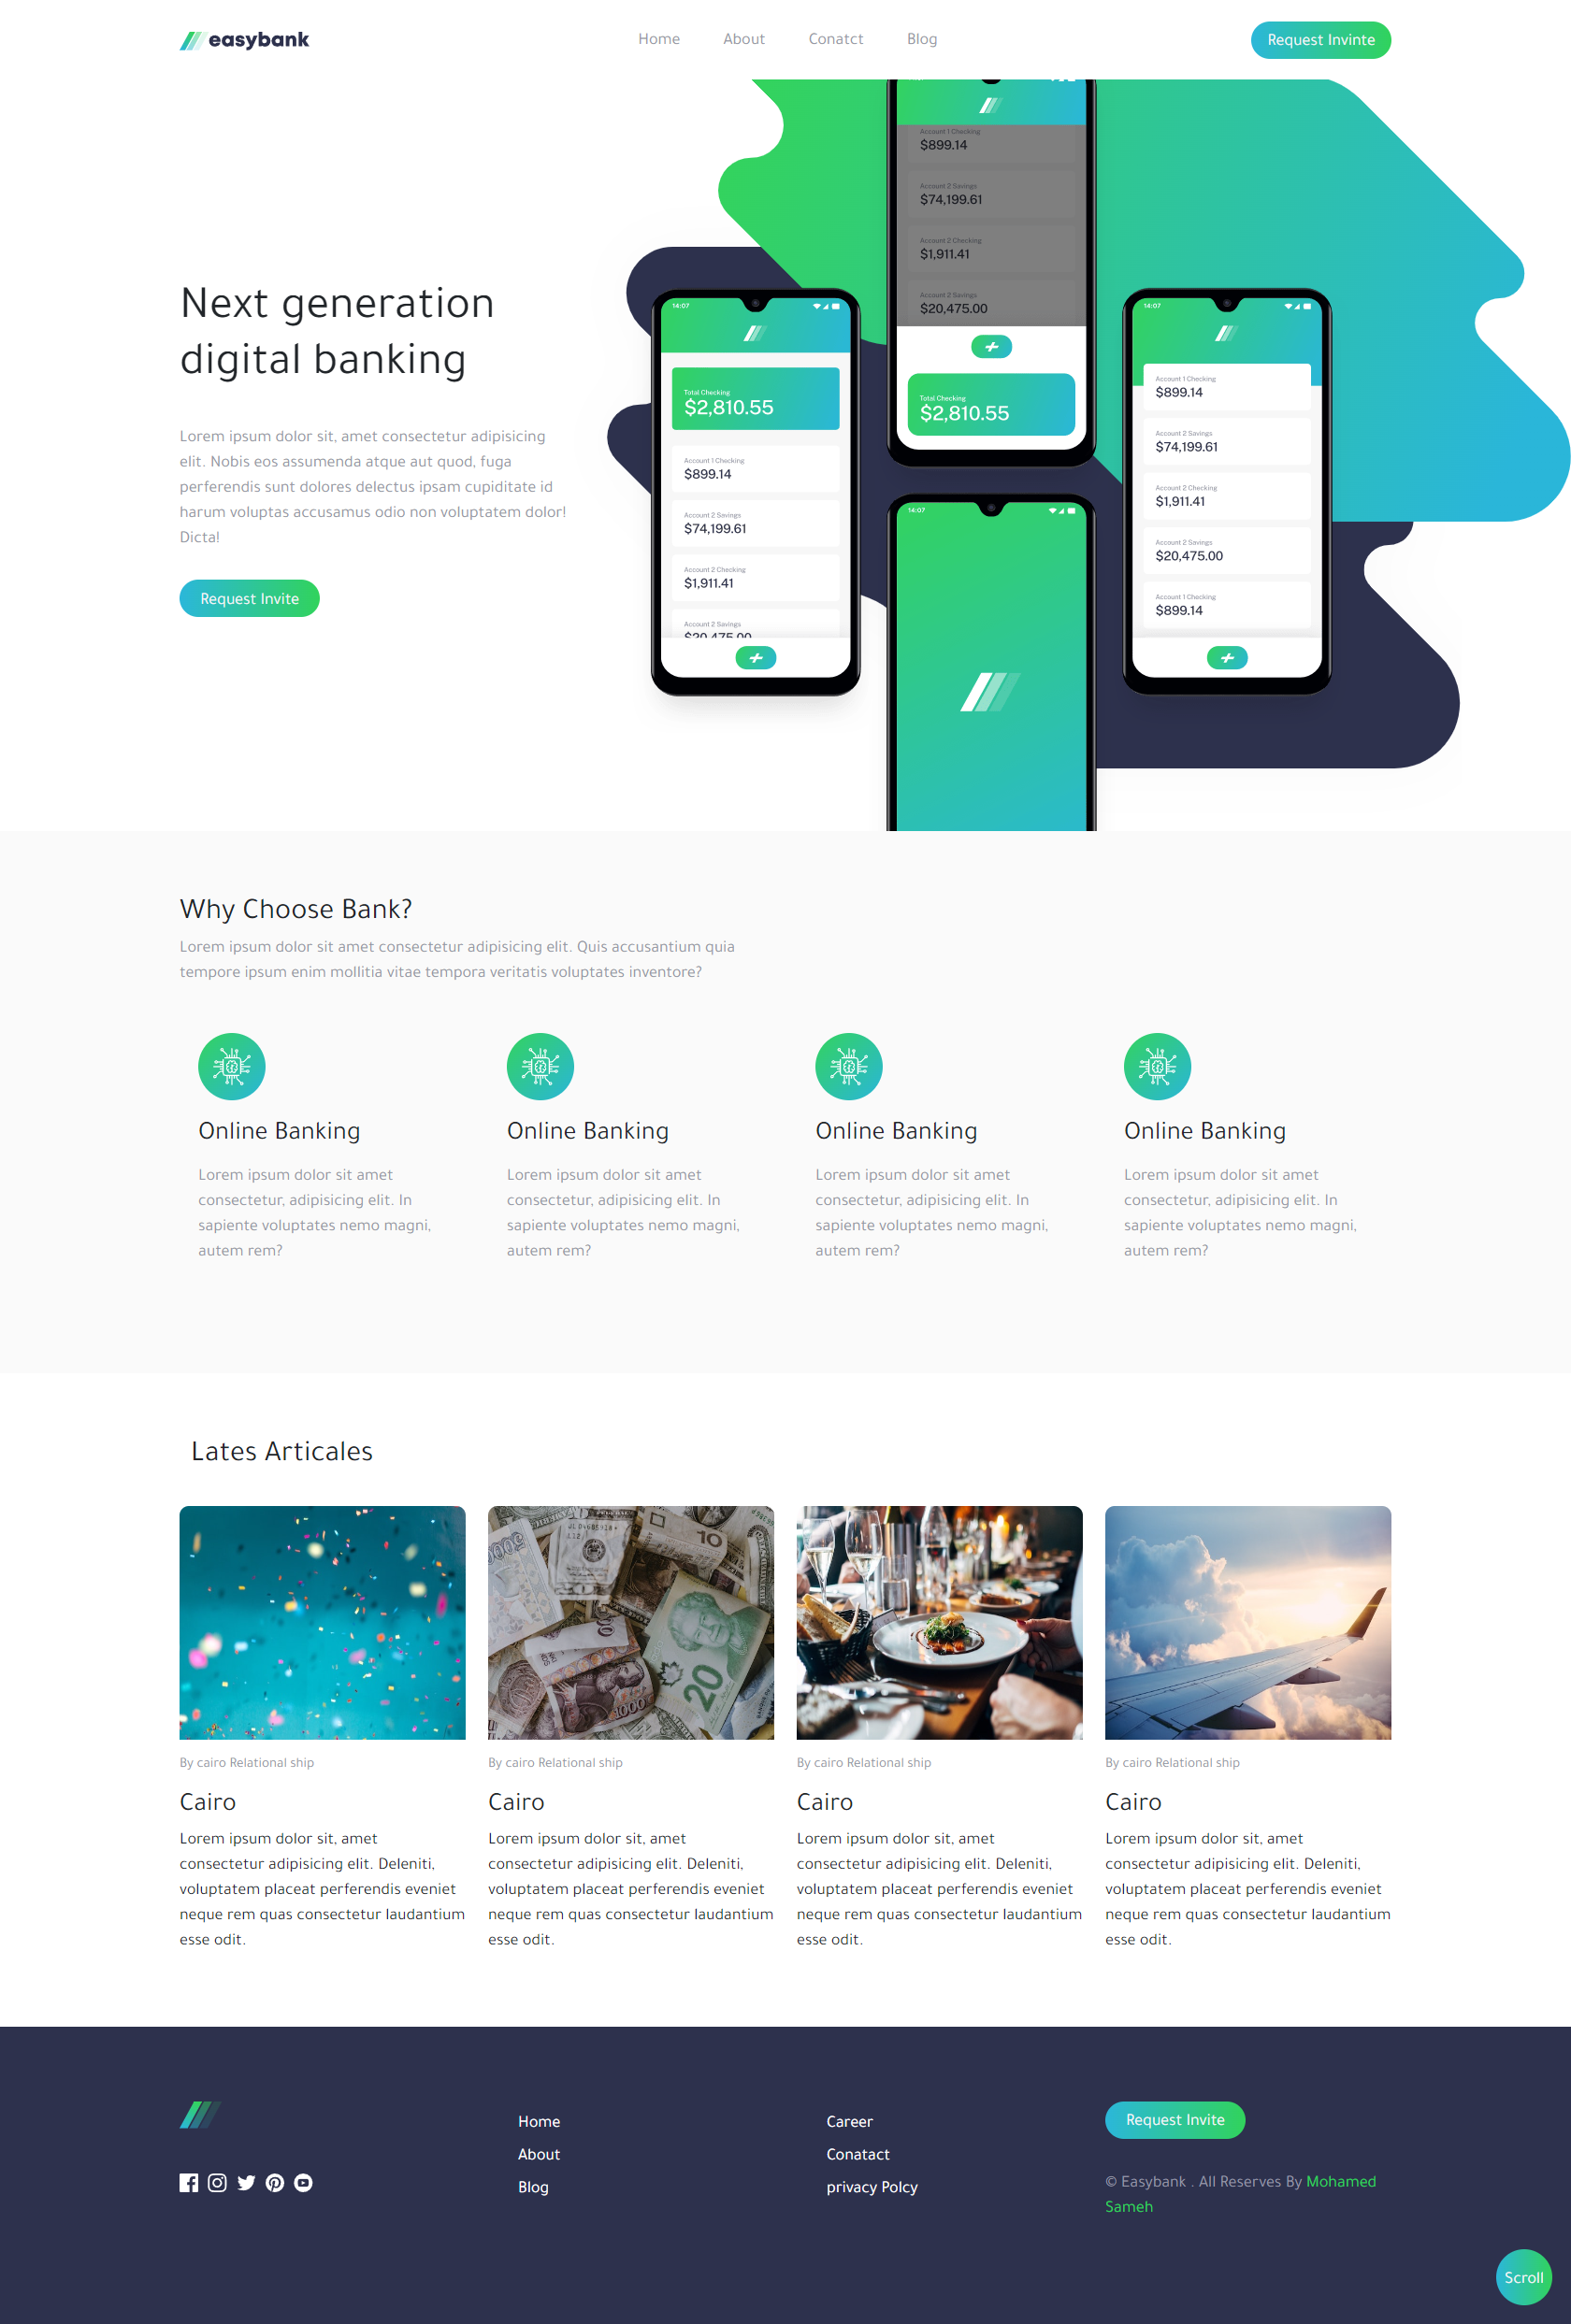 easybank
Home About Conatct Blog
Request Invinte
Next generation
digital banking
Lorem ipsum dolor sit, amet consectetur adipisicing
elit. Nobis eos assumenda atque aut quod, fuga
perferendis sunt dolores delectus ipsam cupiditate id
harum voluptas accusamus odio non voluptatem dolor!
Dicta!
Request Invite
14:07
Total Checking
$2,810.55
Account 1 Checking
$899.14
Account 2 Savings
$74,199.61
Account 2 Checking
$1,911.41
Account 2 Savings
$20,475.00
Account 1 Checking
$899.14
Account 2 Savings
$74,199.61
Account 2 Checking
$1,911.41
Account 2 Savings
$20,475.00
Total Checking
$2,810.55
14:07
14:07
Account 1 Checking
$899.14
Account 2 Savings
$74,199.61
Account 2 Checking
$1,911.41
Account 2 Savings
$20,475.00
Account 1 Checking
$899.14
Why Choose Bank?
Lorem ipsum dolor sit amet consectetur adipisicing elit. Quis accusantium quia
tempore ipsum enim mollitia vitae tempora veritatis voluptates inventore?
Online Banking
Lorem ipsum dolor sit amet
consectetur, adipisicing elit. In
sapiente voluptates nemo magni,
autem rem?
Online Banking
Lorem ipsum dolor sit amet
consectetur, adipisicing elit. In
sapiente voluptates nemo magni,
autem rem?
Online Banking
Lorem ipsum dolor sit amet
consectetur, adipisicing elit. In
sapiente voluptates nemo magni,
autem rem?
Online Banking
Lorem ipsum dolor sit amet
consectetur, adipisicing elit. In
sapiente voluptates nemo magni,
autem rem?
Lates Articales
10
20
1000
By cairo Relational ship
Cairo
Lorem ipsum dolor sit, amet
consectetur adipisicing elit. Deleniti,
voluptatem placeat perferendis eveniet
neque rem quas consectetur laudantium
esse odit.
By cairo Relational ship
Cairo
Lorem ipsum dolor sit, amet
consectetur adipisicing elit. Deleniti,
voluptatem placeat perferendis eveniet
neque rem quas consectetur laudantium
esse odit.
By cairo Relational ship
Cairo
Lorem ipsum dolor sit, amet
consectetur adipisicing elit. Deleniti,
voluptatem placeat perferendis eveniet
neque rem quas consectetur laudantium
esse odit.
By cairo Relational ship
Cairo
Lorem ipsum dolor sit, amet
consectetur adipisicing elit. Deleniti,
voluptatem placeat perferendis eveniet
neque rem quas consectetur laudantium
esse odit.
Home
About
Blog
Career
Conatact
privacy Polcy
Request Invite
© Easybank . All Reserves By Mohamed
Sameh
Scroll